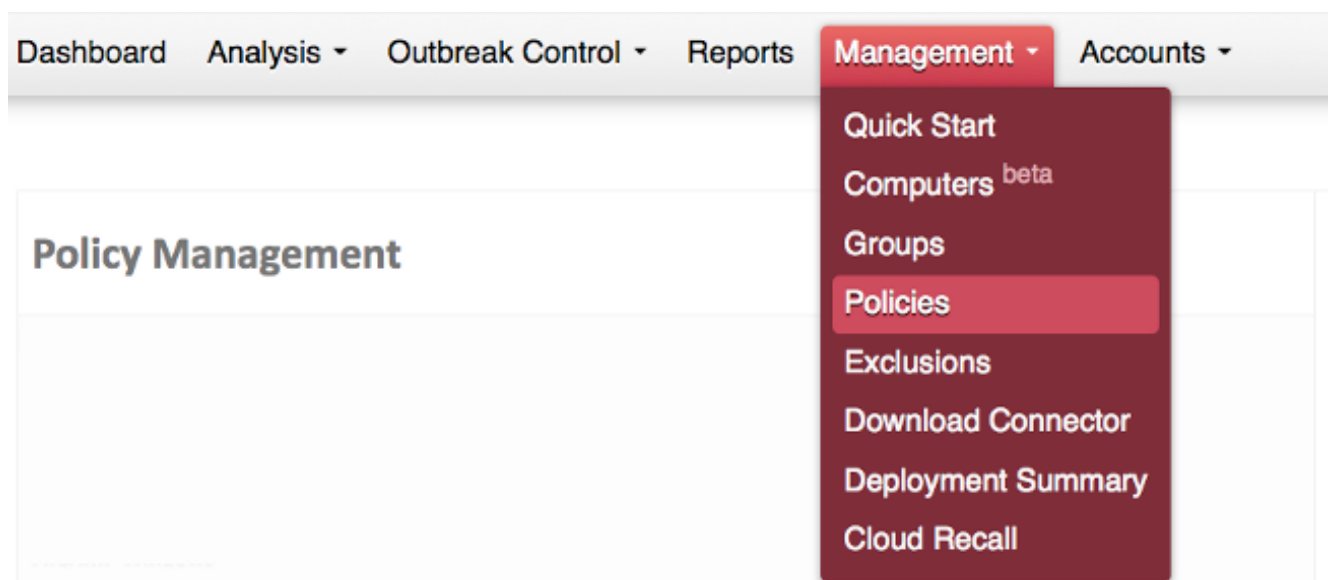 Dashboard Analysis Outbreak Control Reports Management Accounts
Quick Start
Computers beta
Policy Management
Groups
Policies
Exclusions
Download Connector
Deployment Summary
Cloud Recall